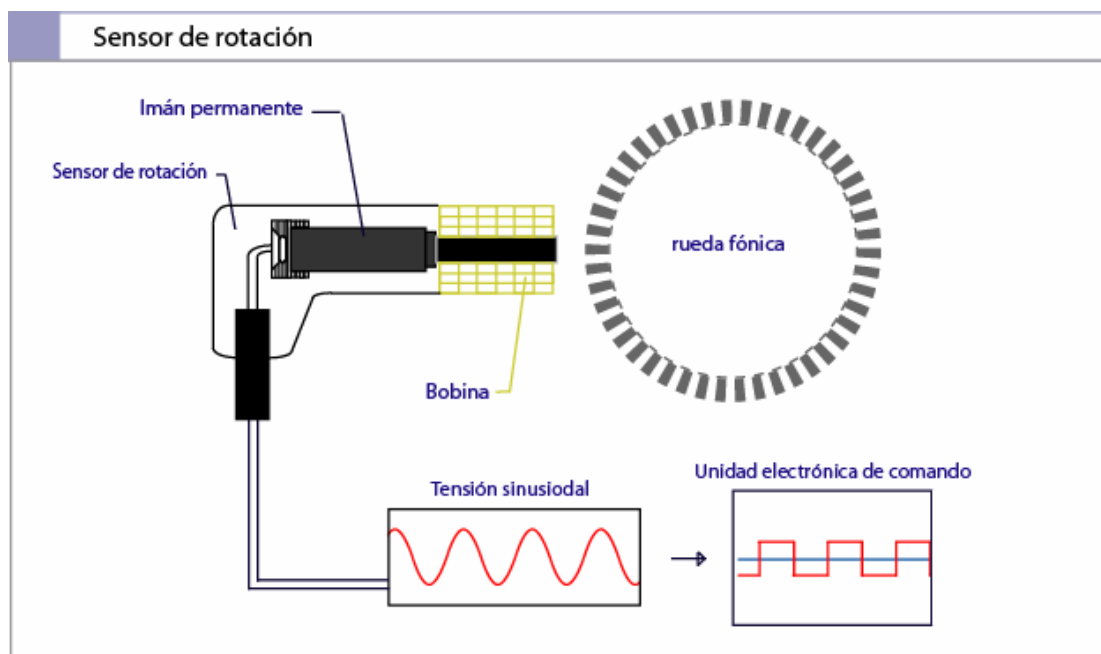 Sensor de rotación
Imán permanente
Sensor de rotación
rueda fónica
Bobina
Tensión sinusiodal
Unidad electrónica de comando